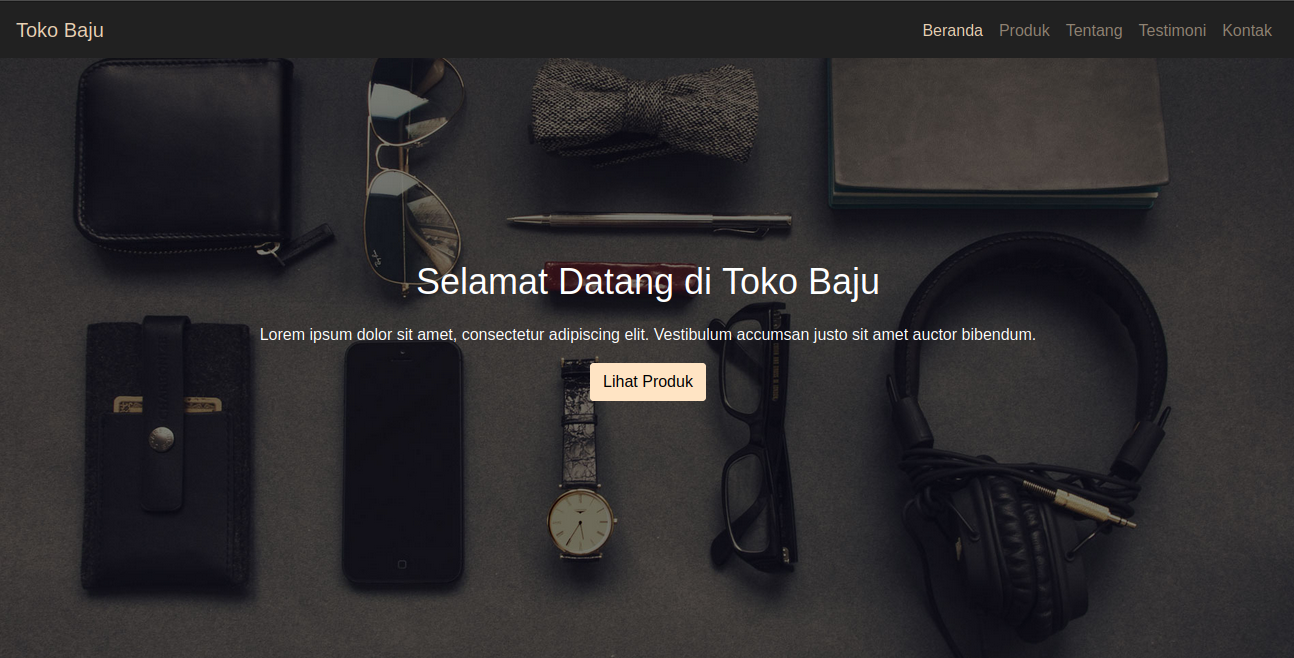 Toko Baju
Beranda Produk Tentang Testimoni Kontak
Selamat Datang di Toko Baju
Lorem ipsum dolor sit amet, consectetur adipiscing elit. Vestibulum accumsan justo sit amet auctor bibendum.
Lihat Produk